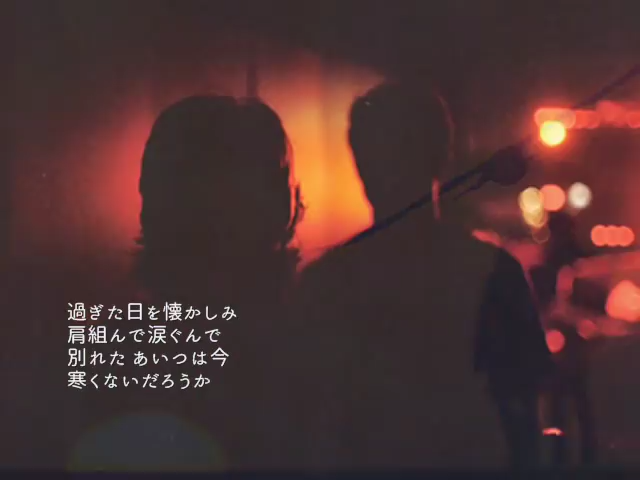 過ぎた日を懐かしみ
肩組んで涙ぐんで
別れた あいつは今
寒くないだろうか